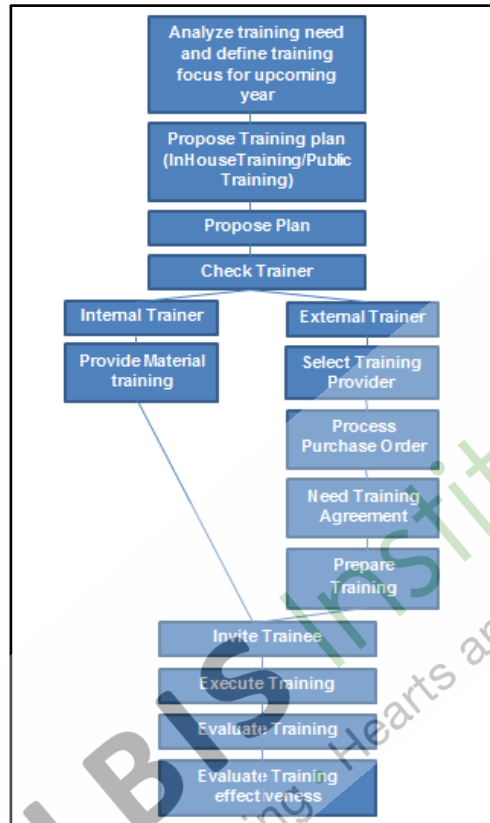 Analyze training need
and define training
focus for upcoming
year
Propose Training plan
(InHouseTraining/Public
Training)
Propose Plan
Check Trainer
Internal Trainer
External Trainer
Provide Material
training
Select Training
Provider
Process
Purchase Order
Need Training
Agreement
Prepare
Training
Invite Trainee
Execute Training
Evaluate Training
Evaluate Training
effectiveness
LBIS
Hearts